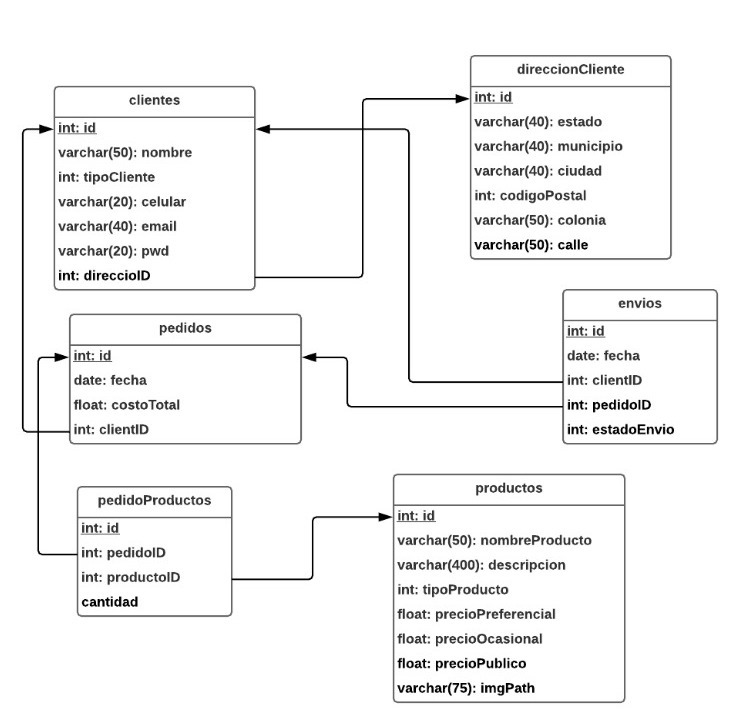 clientes
int: id
varchar(50): nombre
int: tipoCliente
varchar(20): celular
varchar(40): email
varchar(20): pwd
int: direccioID
direccionCliente
int: id
varchar(40): estado
varchar(40): municipio
varchar(40): ciudad
int: codigoPostal
varchar(50): colonia
varchar(50): calle
pedidos
int: id
date: fecha
float: costoTotal
int: clientID
envios
int: id
date: fecha
int: clientID
int: pedidoID
int: estadoEnvio
pedidoProductos
int: id
int: pedidoID
int: productoID
cantidad
productos
int: id
varchar(50): nombreProducto
varchar(400): descripcion
int: tipoProducto
float: precioPreferencial
float: precioOcasional
float: precioPublico
varchar(75): imgPath